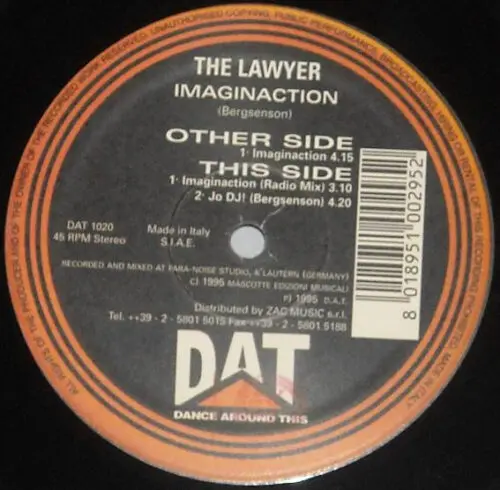 ALL RIGHTS OF THE PRODUCER AND OF THE OWNER OF THE RECORDED WORK RESERVED. UNAUTHORISED COPYING, PUBLIC PERFORMANCE, BROADCASTING, HIRING OR RENTAL OF THIS RECORDING PROHIBITED. MADE IN ITALY
THE LAWYER
IMAGINACTION
(Bergsenson)
OTHER SIDE
1· Imaginaction 4.15
THIS SIDE
1· Imaginaction (Radio Mix) 3.10
2· Jo DJ! (Bergsenson) 4.20
DAT 1020
45 RPM Stereo
Made in Italy
S.I.A.E.
8 018951 002952
RECORDED AND MIXED AT PARA-NOISE STUDIO, K'LAUTERN (GERMANY)
c) 1995 MASCOTTE EDIZIONI MUSICALI
p) 1995 D.A.E.
Distributed by ZAC MUSIC s.r.l.
Tel. ++39 - 2 - 5801 5015 Fax ++39 - 2 - 5801 5188
DAT
DANCE AROUND THIS